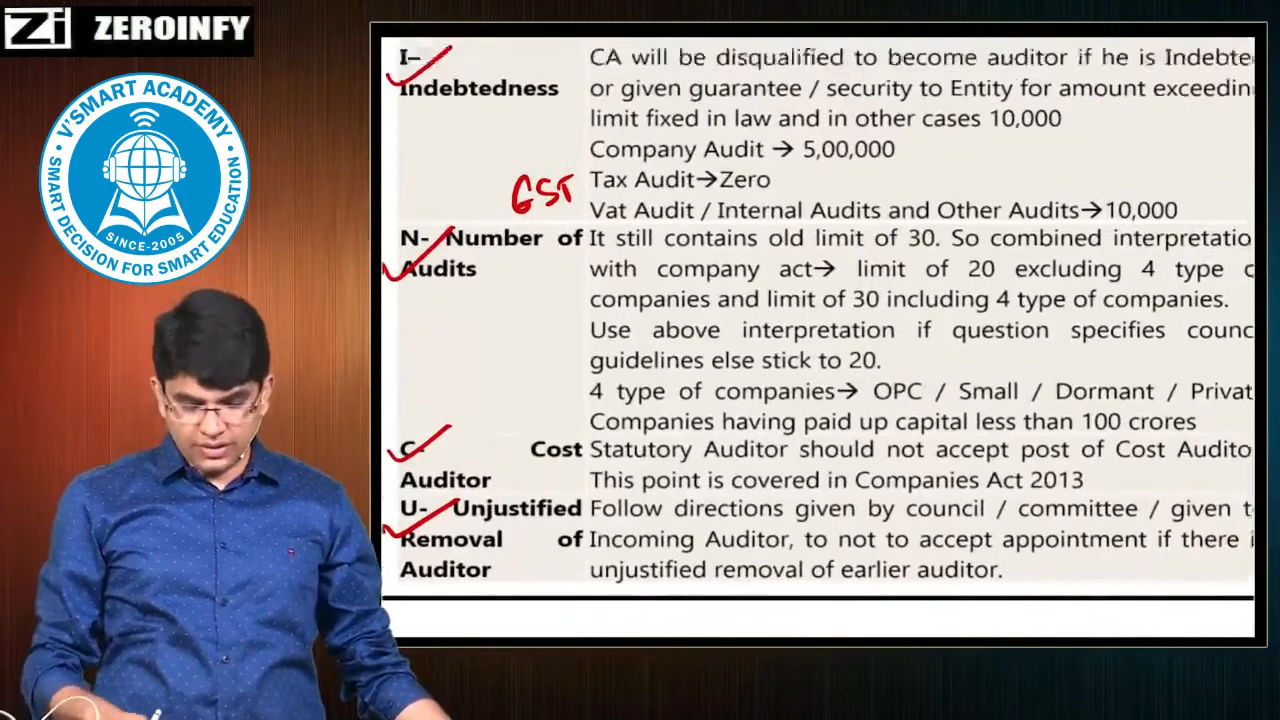 Zi ZEROINFY
V'SMART ACADEMY
SINCE-2005
SMART DECISION FOR SMART EDUCATION
I– CA will be disqualified to become auditor if he is Indebte
Indebtedness or given guarantee / security to Entity for amount exceedin
limit fixed in law and in other cases 10,000
Company Audit → 5,00,000
GST Tax Audit→Zero
Vat Audit / Internal Audits and Other Audits→10,000
N- Number of It still contains old limit of 30. So combined interpretatio
Audits with company act→ limit of 20 excluding 4 type
companies and limit of 30 including 4 type of companies.
Use above interpretation if question specifies counc
guidelines else stick to 20.
4 type of companies→ OPC / Small / Dormant / Privat
Companies having paid up capital less than 100 crores
C- Cost Statutory Auditor should not accept post of Cost Audito
Auditor This point is covered in Companies Act 2013
U- Unjustified Follow directions given by council / committee / given t
Removal of Incoming Auditor, to not to accept appointment if there i
Auditor unjustified removal of earlier auditor.